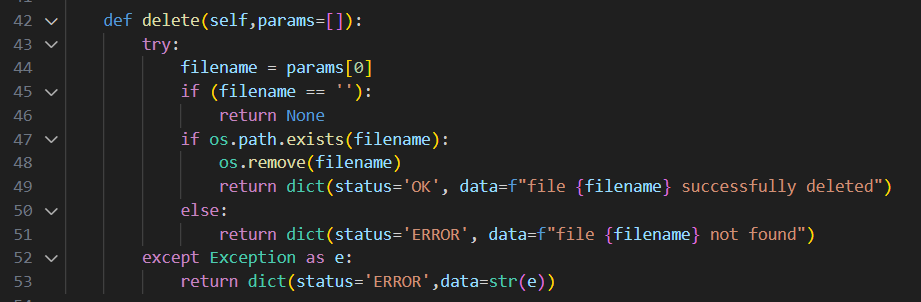 42 def delete(self,params=[]):
43 try:
44 filename = params[0]
45 if (filename == ''):
46 return None
47 if os.path.exists(filename):
48 os.remove(filename)
49 return dict(status='OK', data=f"file {filename} successfully deleted")
50 else:
51 return dict(status='ERROR', data=f"file {filename} not found")
52 except Exception as e:
53 return dict(status='ERROR',data=str(e))